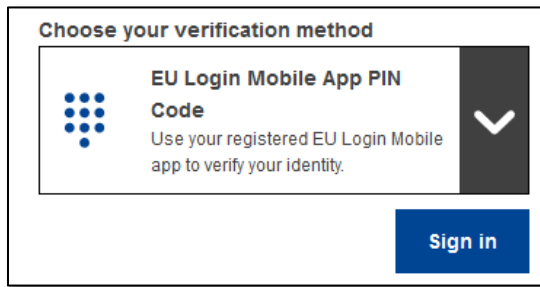 Choose your verification method
EU Login Mobile App PIN
Code
Use your registered EU Login Mobile
app to verify your identity.
Sign in